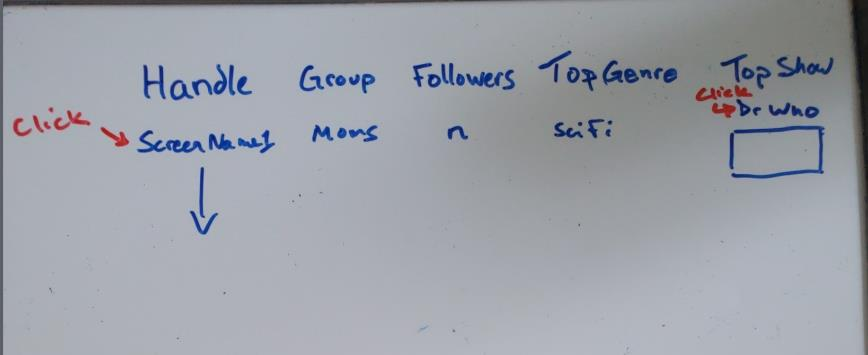 Handle Group Followers TopGenre TopShow
Click
Click ScreenName1 Moms n SciFi Dr Who